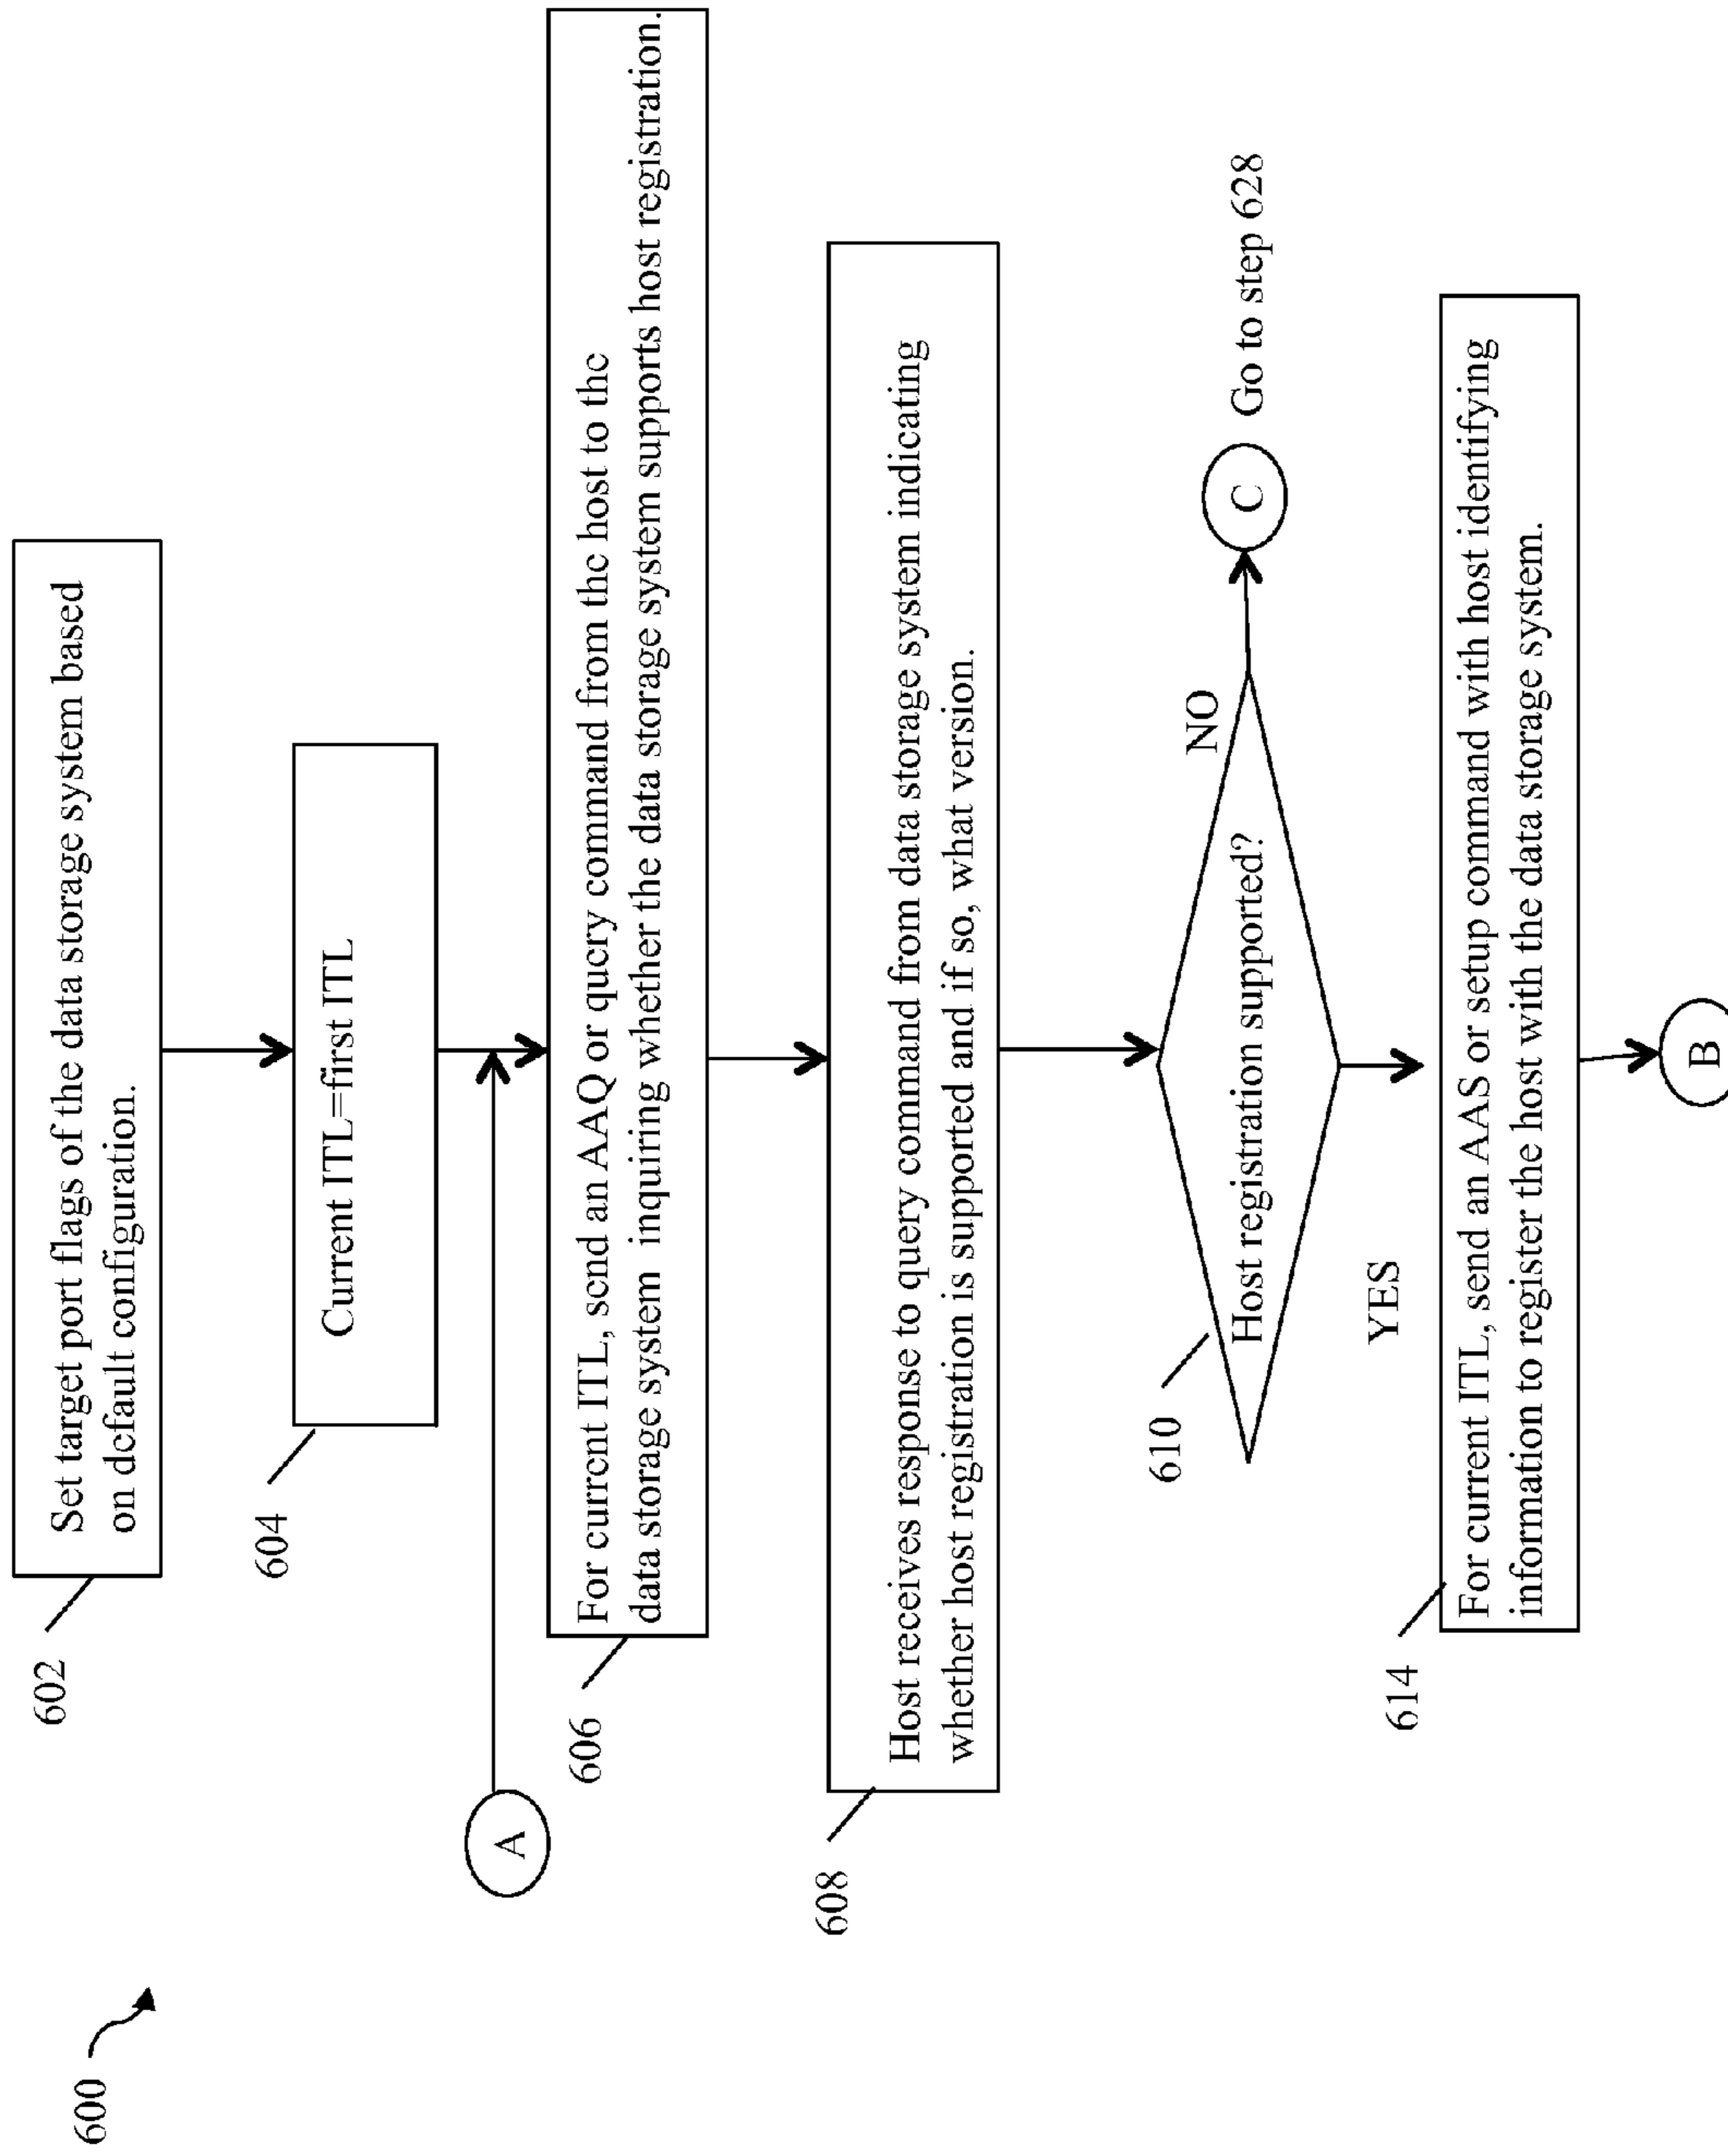 600
602
Set target port flags of the data storage system based
on default configuration.
604
Current ITL=first ITL
A
606
For current ITL, send an AAQ or query command from the host to the
data storage system inquiring whether the data storage system supports host registration.
608
Host receives response to query command from data storage system indicating
whether host registration is supported and if so, what version.
610
Host registration supported?
NO
C
Go to step 628
YES
614
For current ITL, send an AAS or setup command with host identifying
information to register the host with the data storage system.
B